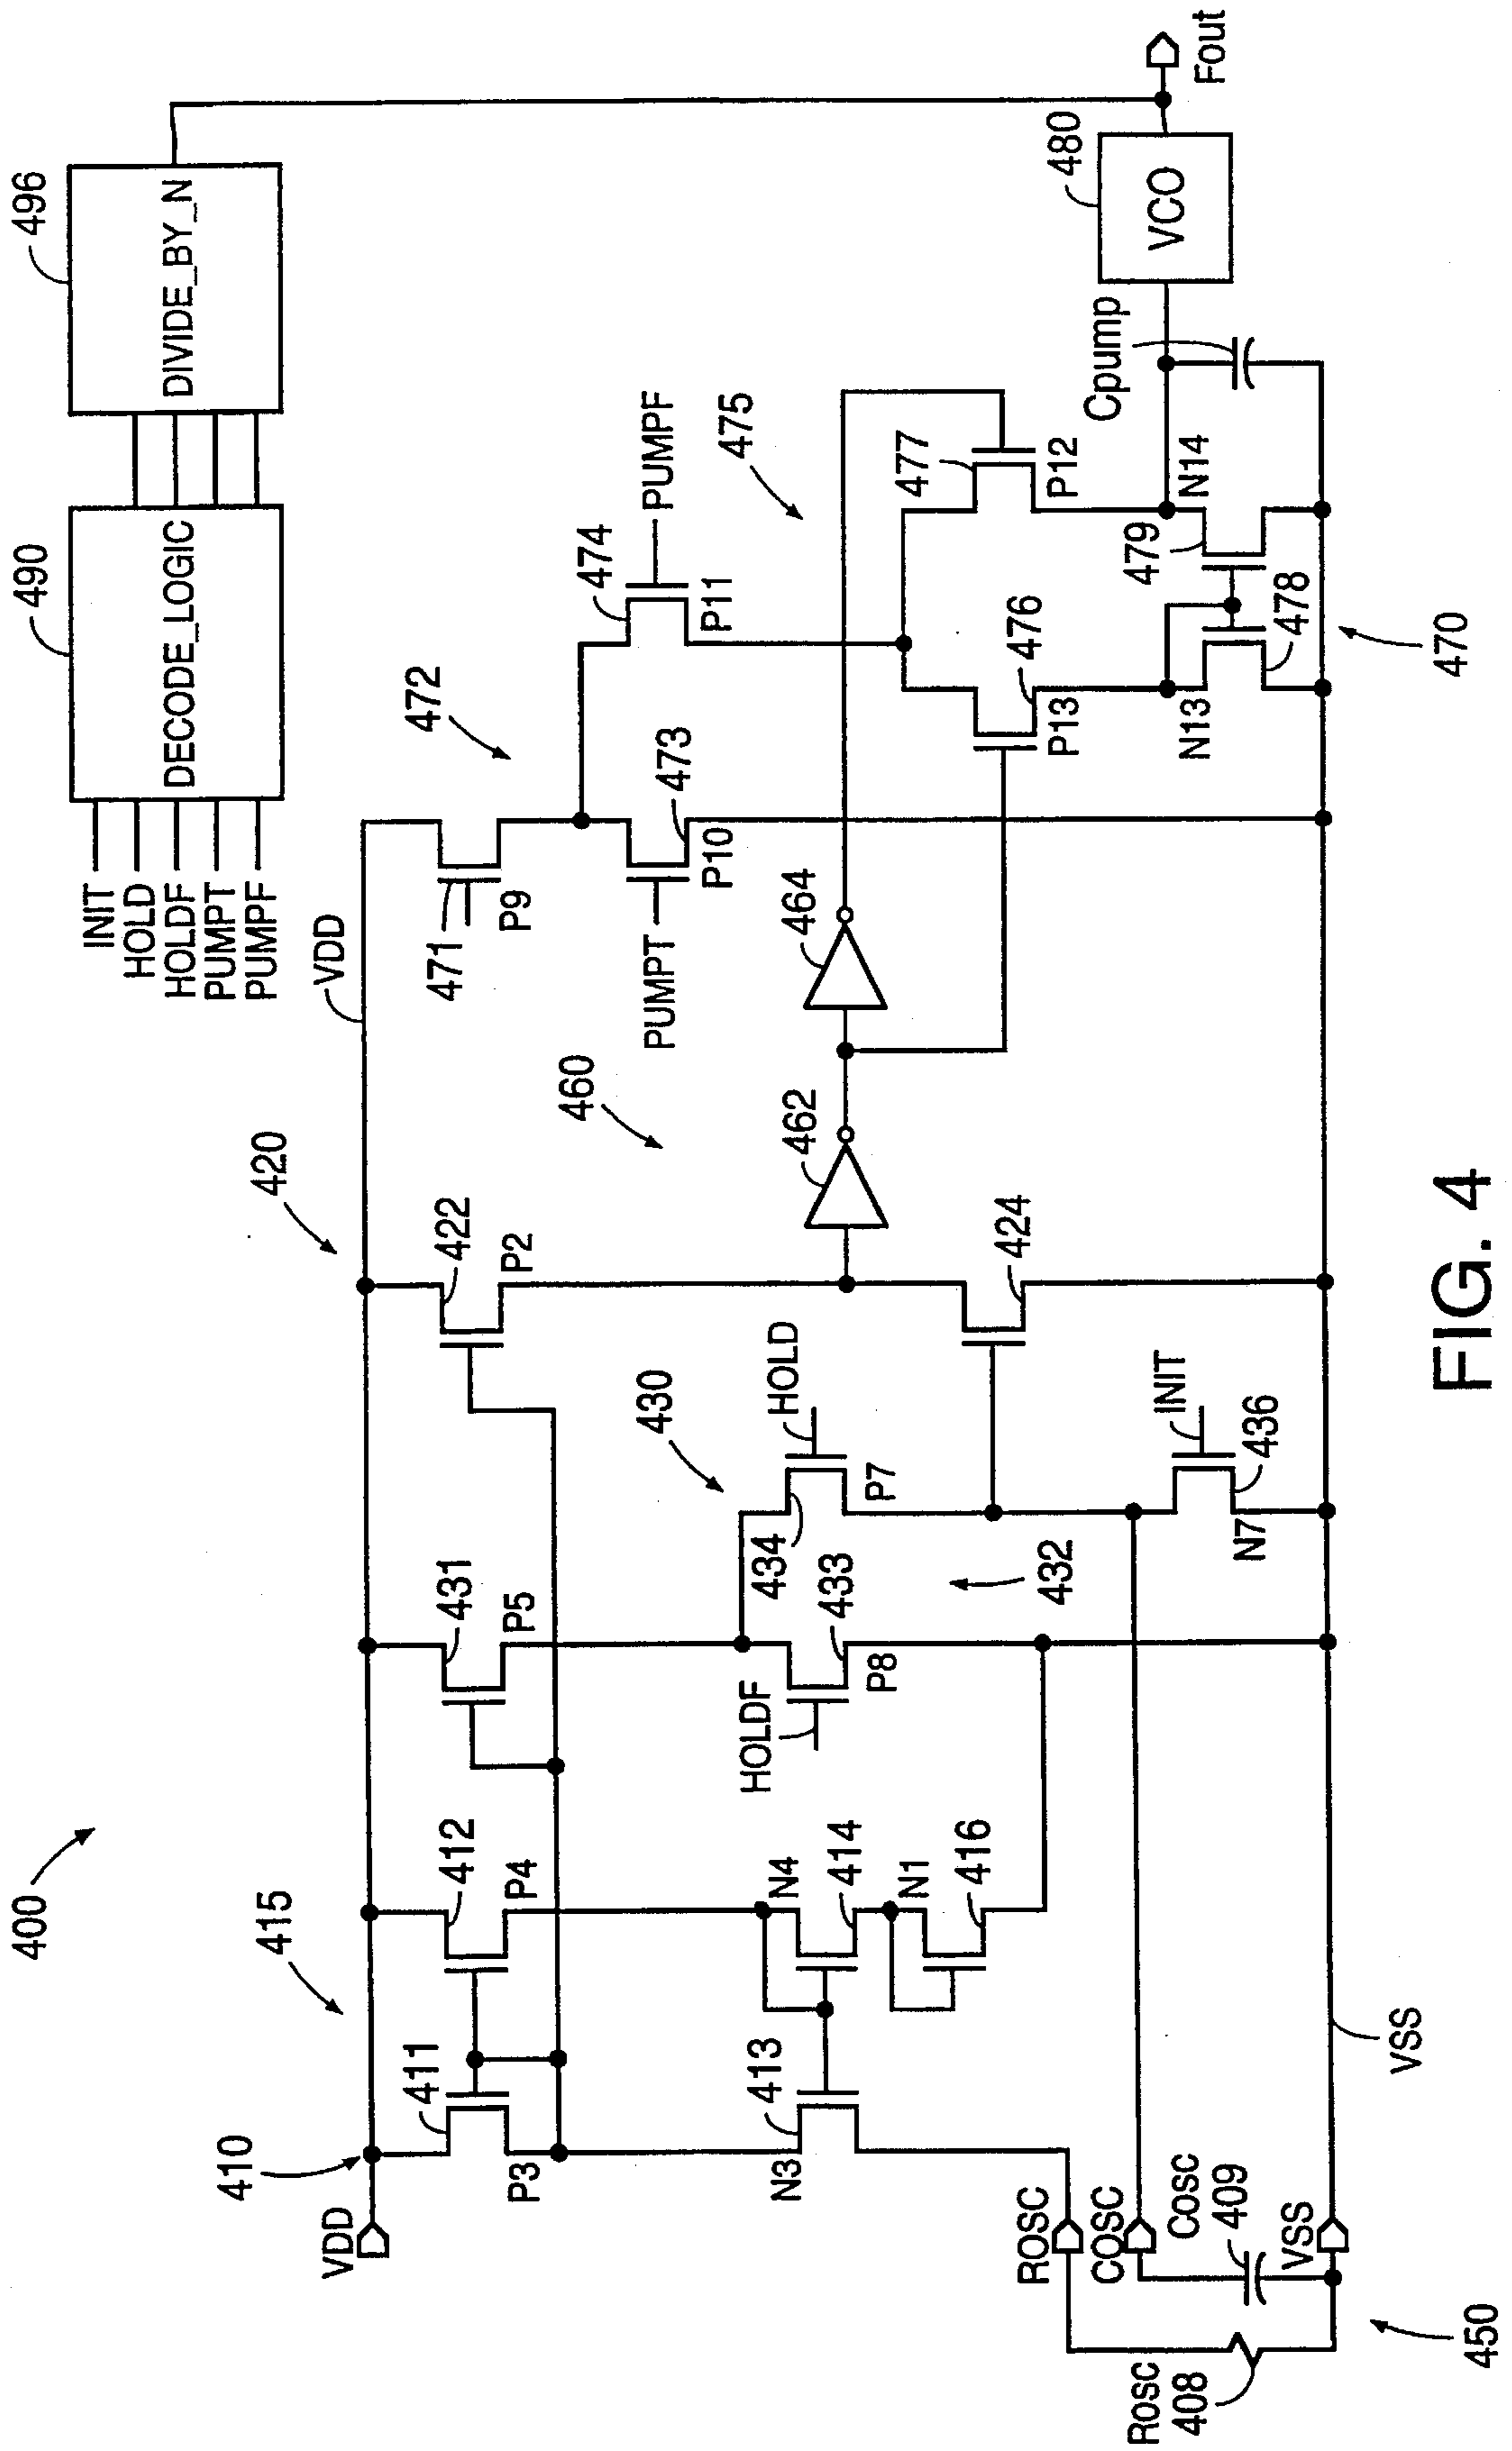 400
410
415
VDD
411
P3
412
P4
420
431
P5
422
P2
VDD
INIT
HOLD
HOLDF
PUMPT
PUMPF
490
DECODE_LOGIC
496
DIVIDE_BY_N
471
P9
472
PUMPT
473
P10
474
P11
PUMPF
475
430
HOLD
434
P7
HOLDF
433
P8
432
N3
413
N4
414
N1
416
460
462
464
424
INIT
436
N7
476
P13
477
P12
N13
478
479
N14
Cpump
480
VCO
Fout
470
ROSC
COSC
COSC
409
VSS
VSS
ROSC
408
450
FIG. 4